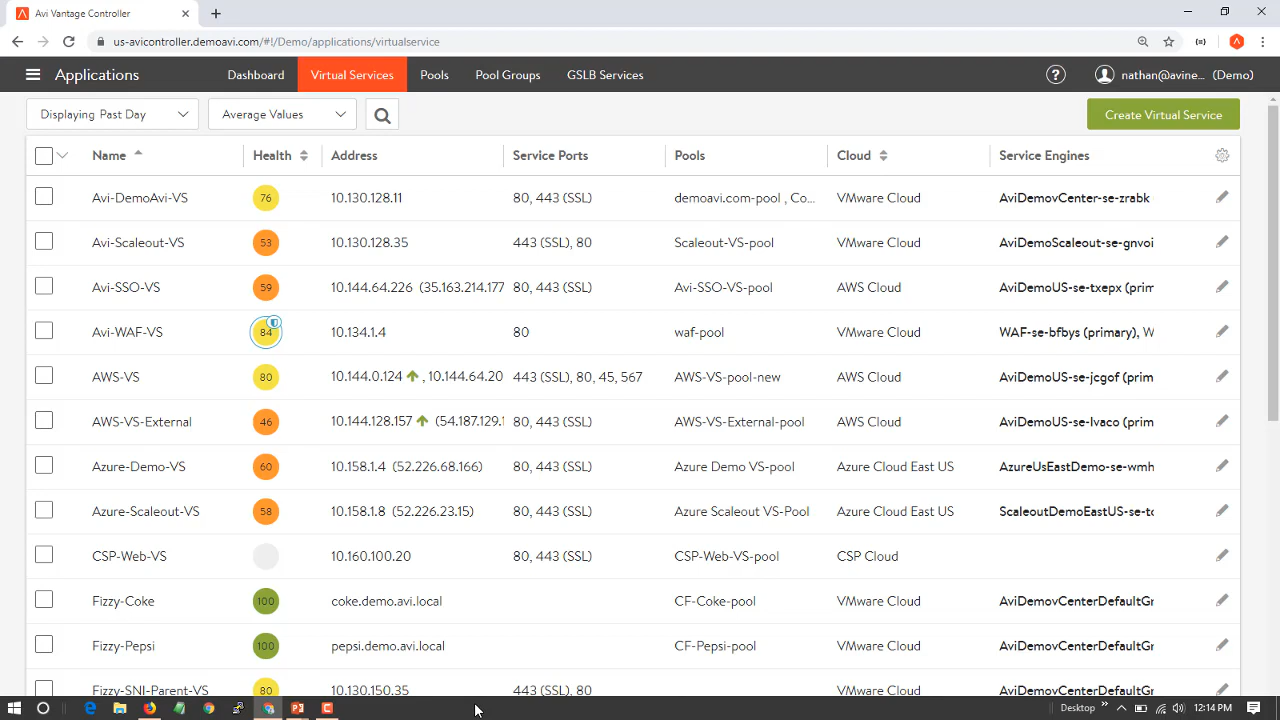 Avi Vantage Controller
us-avicontroller.demoavi.com/#!/Demo/applications/virtualservice
Applications Dashboard Virtual Services Pools Pool Groups GSLB Services nathan@avine... (Demo)
Displaying Past Day Average Values Create Virtual Service
Name Health Address Service Ports Pools Cloud Service Engines
Avi-DemoAvi-VS 76 10.130.128.11 80, 443 (SSL) demoavi.com-pool , Co... VMware Cloud AviDemovCenter-se-zrabk
Avi-Scaleout-VS 53 10.130.128.35 443 (SSL), 80 Scaleout-VS-pool VMware Cloud AviDemoScaleout-se-gnvoi
Avi-SSO-VS 59 10.144.64.226 (35.163.214.177 80, 443 (SSL) Avi-SSO-VS-pool AWS Cloud AviDemoUS-se-txepx (prim
Avi-WAF-VS 84 10.134.1.4 80 waf-pool VMware Cloud WAF-se-bfbys (primary), W
AWS-VS 80 10.144.0.124 , 10.144.64.20 443 (SSL), 80, 45, 567 AWS-VS-pool-new AWS Cloud AviDemoUS-se-jcgof (prim
AWS-VS-External 46 10.144.128.157 (54.187.129.1 80, 443 (SSL) AWS-VS-External-pool AWS Cloud AviDemoUS-se-lvaco (prim
Azure-Demo-VS 60 10.158.1.4 (52.226.68.166) 80, 443 (SSL) Azure Demo VS-pool Azure Cloud East US AzureUsEastDemo-se-wmh
Azure-Scaleout-VS 58 10.158.1.8 (52.226.23.15) 80, 443 (SSL) Azure Scaleout VS-Pool Azure Cloud East US ScaleoutDemoEastUS-se-tc
CSP-Web-VS 10.160.100.20 80, 443 (SSL) CSP-Web-VS-pool CSP Cloud
Fizzy-Coke 100 coke.demo.avi.local CF-Coke-pool VMware Cloud AviDemovCenterDefaultGr
Fizzy-Pepsi 100 pepsi.demo.avi.local CF-Pepsi-pool VMware Cloud AviDemovCenterDefaultGr
Fizzy-SNI-Parent-VS 80 10.130.150.35 443 (SSL), 80 VMware Cloud AviDemovCenterDefaultGr
Desktop 12:14 PM